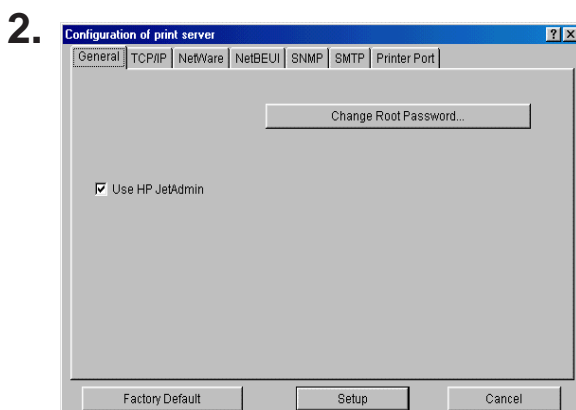 2.
Configuration of print server
General TCP/IP NetWare NetBEUI SNMP SMTP Printer Port
Change Root Password...
Use HP JetAdmin
Factory Default Setup Cancel